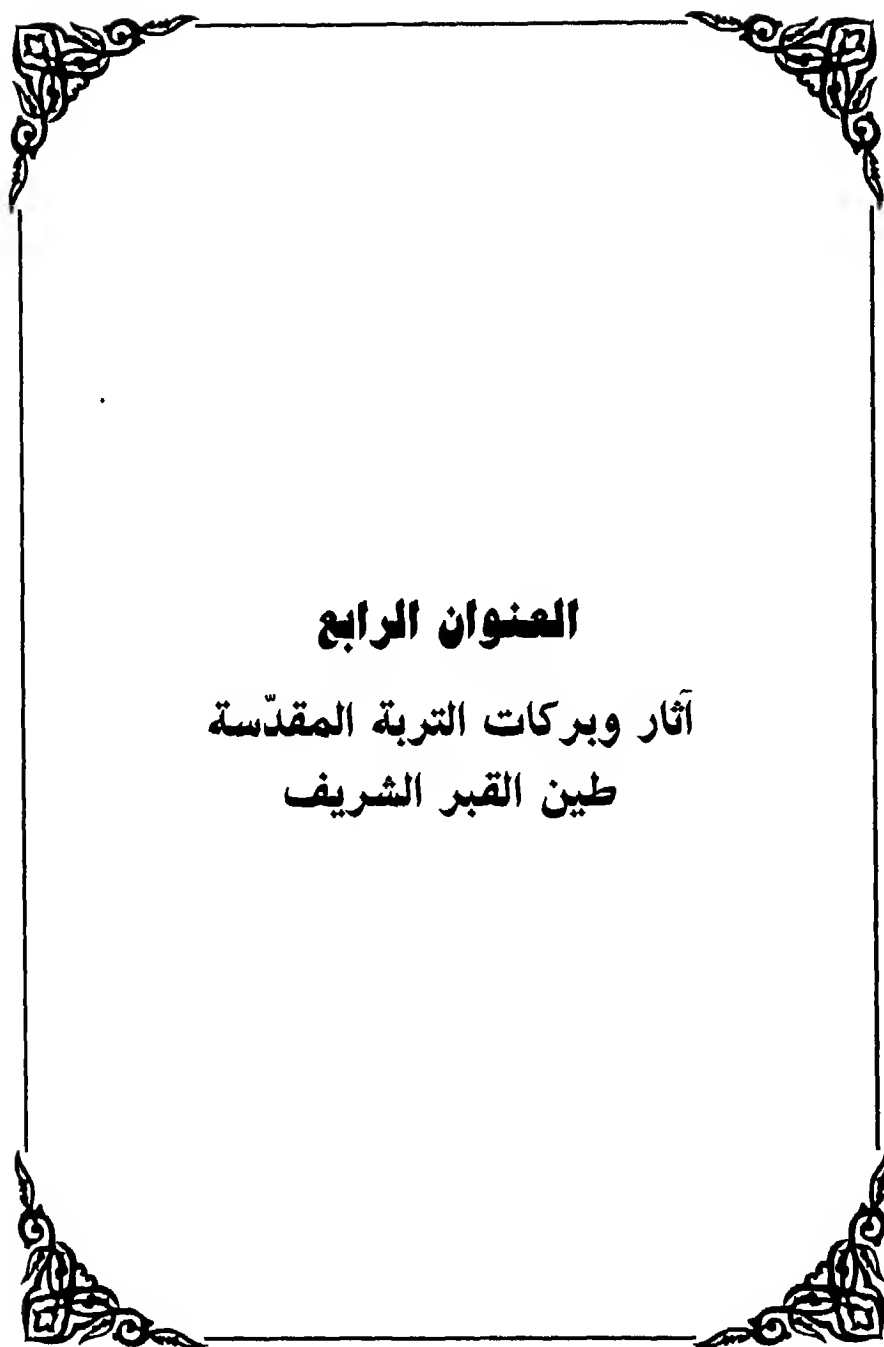 العنوان الرابع
آثار وبركات التربة المقدّسة
طين القبر الشريف